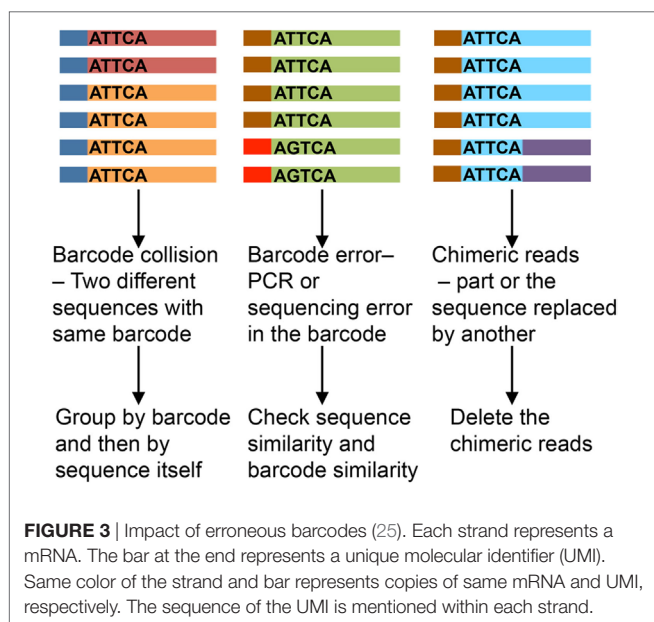 ATTCA
ATTCA
ATTCA
ATTCA
ATTCA
ATTCA
Barcode collision
– Two different
sequences with
same barcode
Group by barcode
and then by
sequence itself
ATTCA
ATTCA
ATTCA
ATTCA
AGTCA
AGTCA
Barcode error–
PCR or
sequencing error
in the barcode
Check sequence
similarity and
barcode similarity
ATTCA
ATTCA
ATTCA
ATTCA
ATTCA
ATTCA
Chimeric reads
– part or the
sequence replaced
by another
Delete the
chimeric reads
FIGURE 3 | Impact of erroneous barcodes (25). Each strand represents a
mRNA. The bar at the end represents a unique molecular identifier (UMI).
Same color of the strand and bar represents copies of same mRNA and UMI,
respectively. The sequence of the UMI is mentioned within each strand.